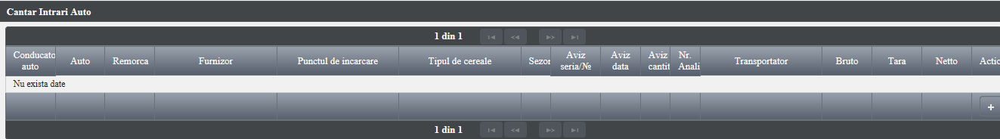 Cantar Intrari Auto
1 din 1
Conducato auto
Auto
Remorca
Furnizor
Punctul de incarcare
Tipul de cereale
Sezor
Aviz seria/№
Aviz data
Aviz cantit
Nr. Anali
Transportator
Bruto
Tara
Netto
Actio
Nu exista date
+
1 din 1